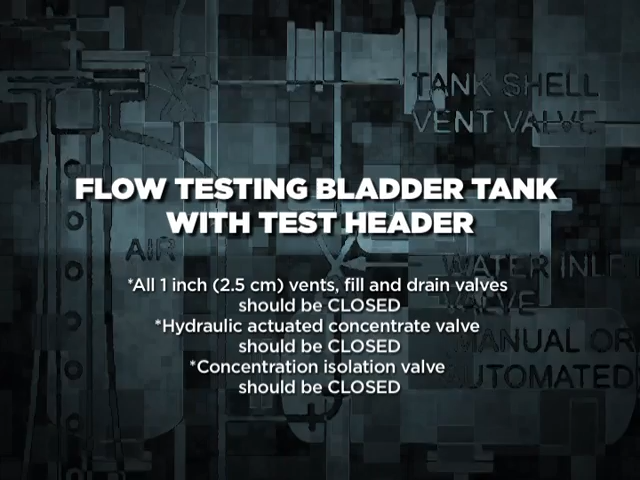 TANK SHELL
VENT VALVE
FLOW TESTING BLADDER TANK
WITH TEST HEADER
AIR
WATER INLE
VALVE
MANUAL OR
AUTOMATED
*All 1 inch (2.5 cm) vents, fill and drain valves
should be CLOSED
*Hydraulic actuated concentrate valve
should be CLOSED
*Concentration isolation valve
should be CLOSED